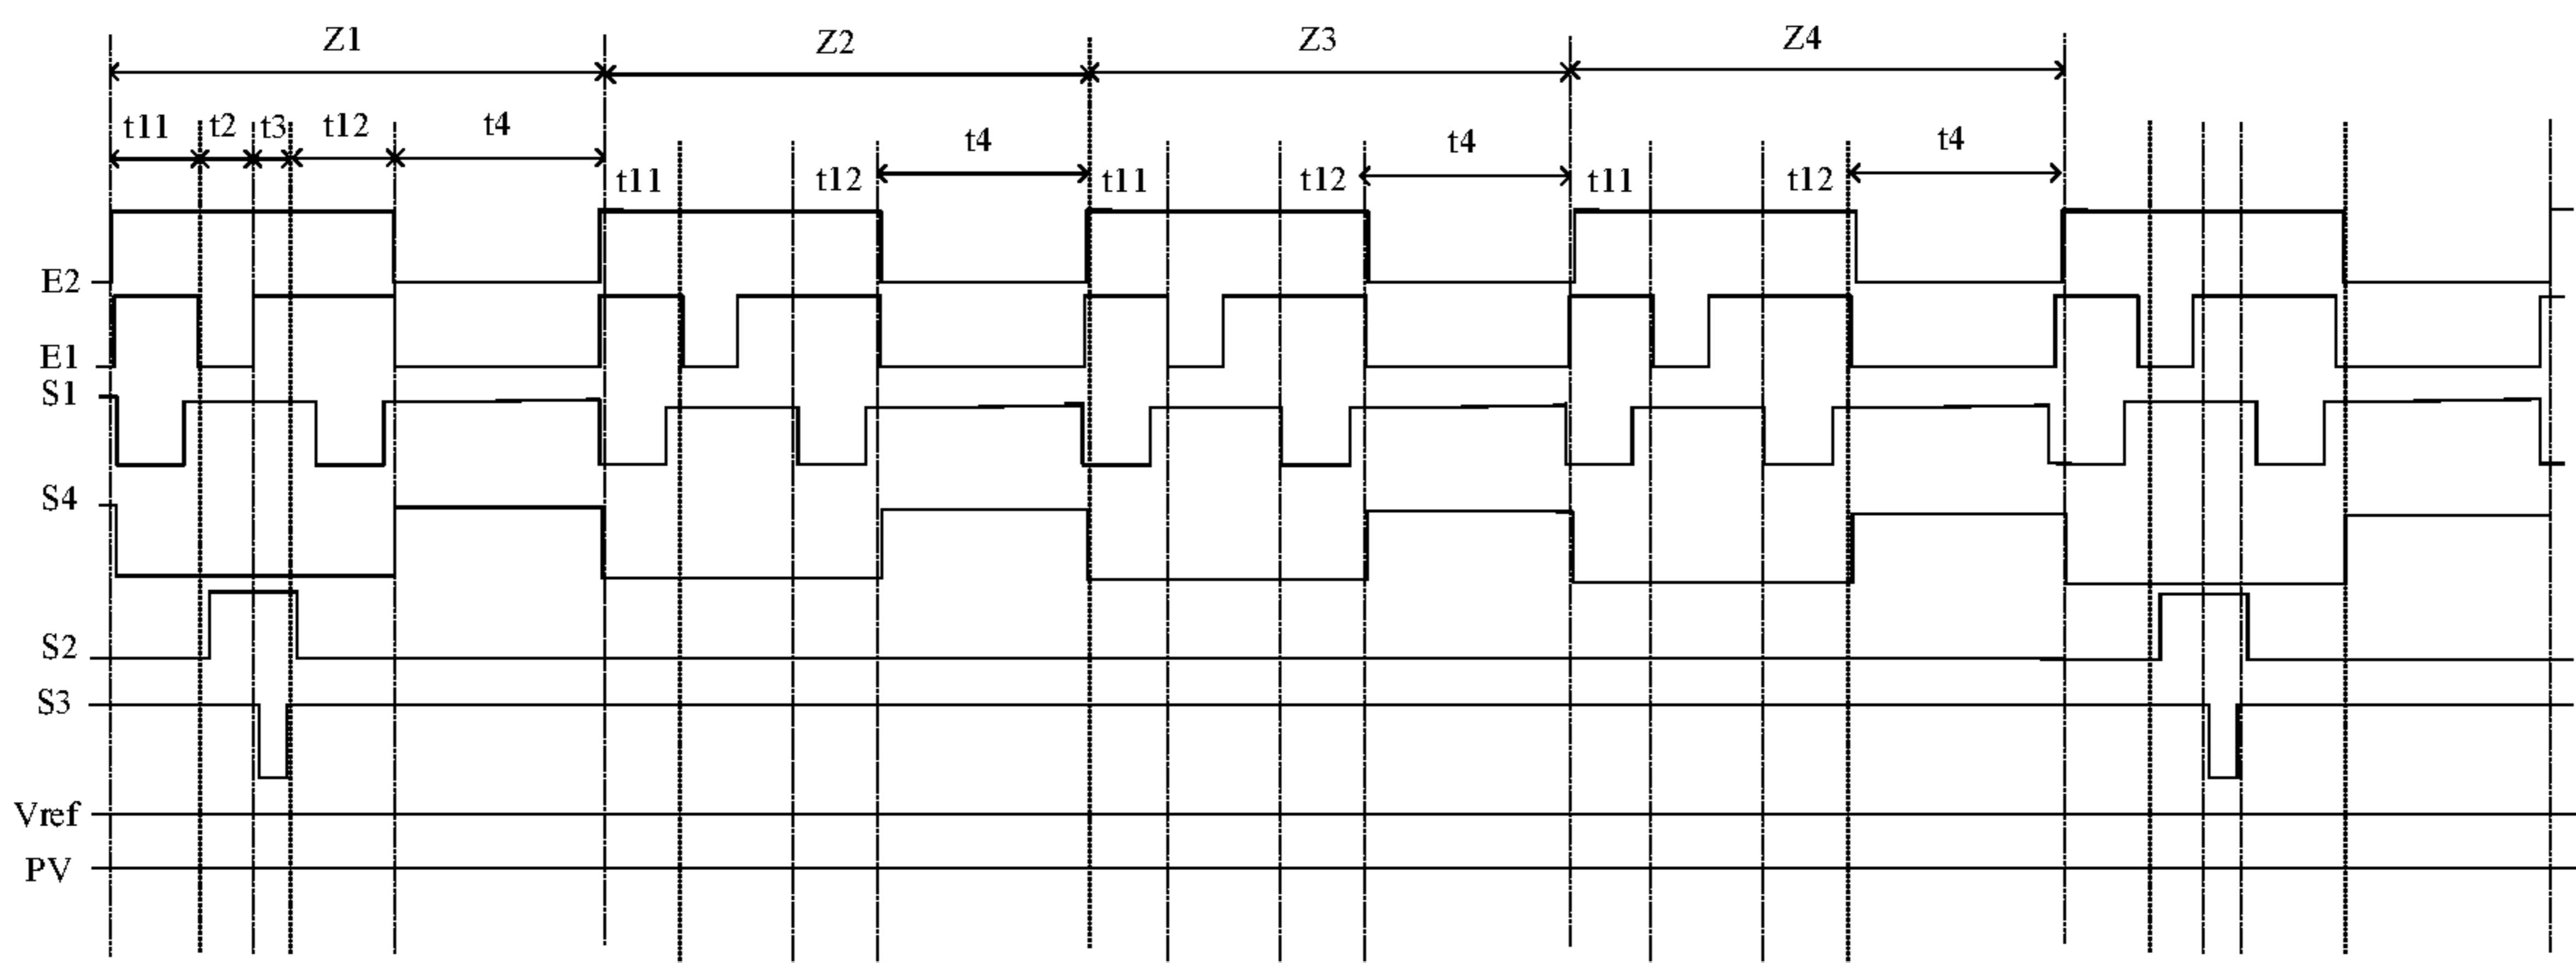 Z1 Z2 Z3 Z4
t11 t2 t3 t12 t4 t4 t4 t4
t11 t12 t11 t12 t11 t12
E2
E1
S1
S4
S2
S3
Vref
PV